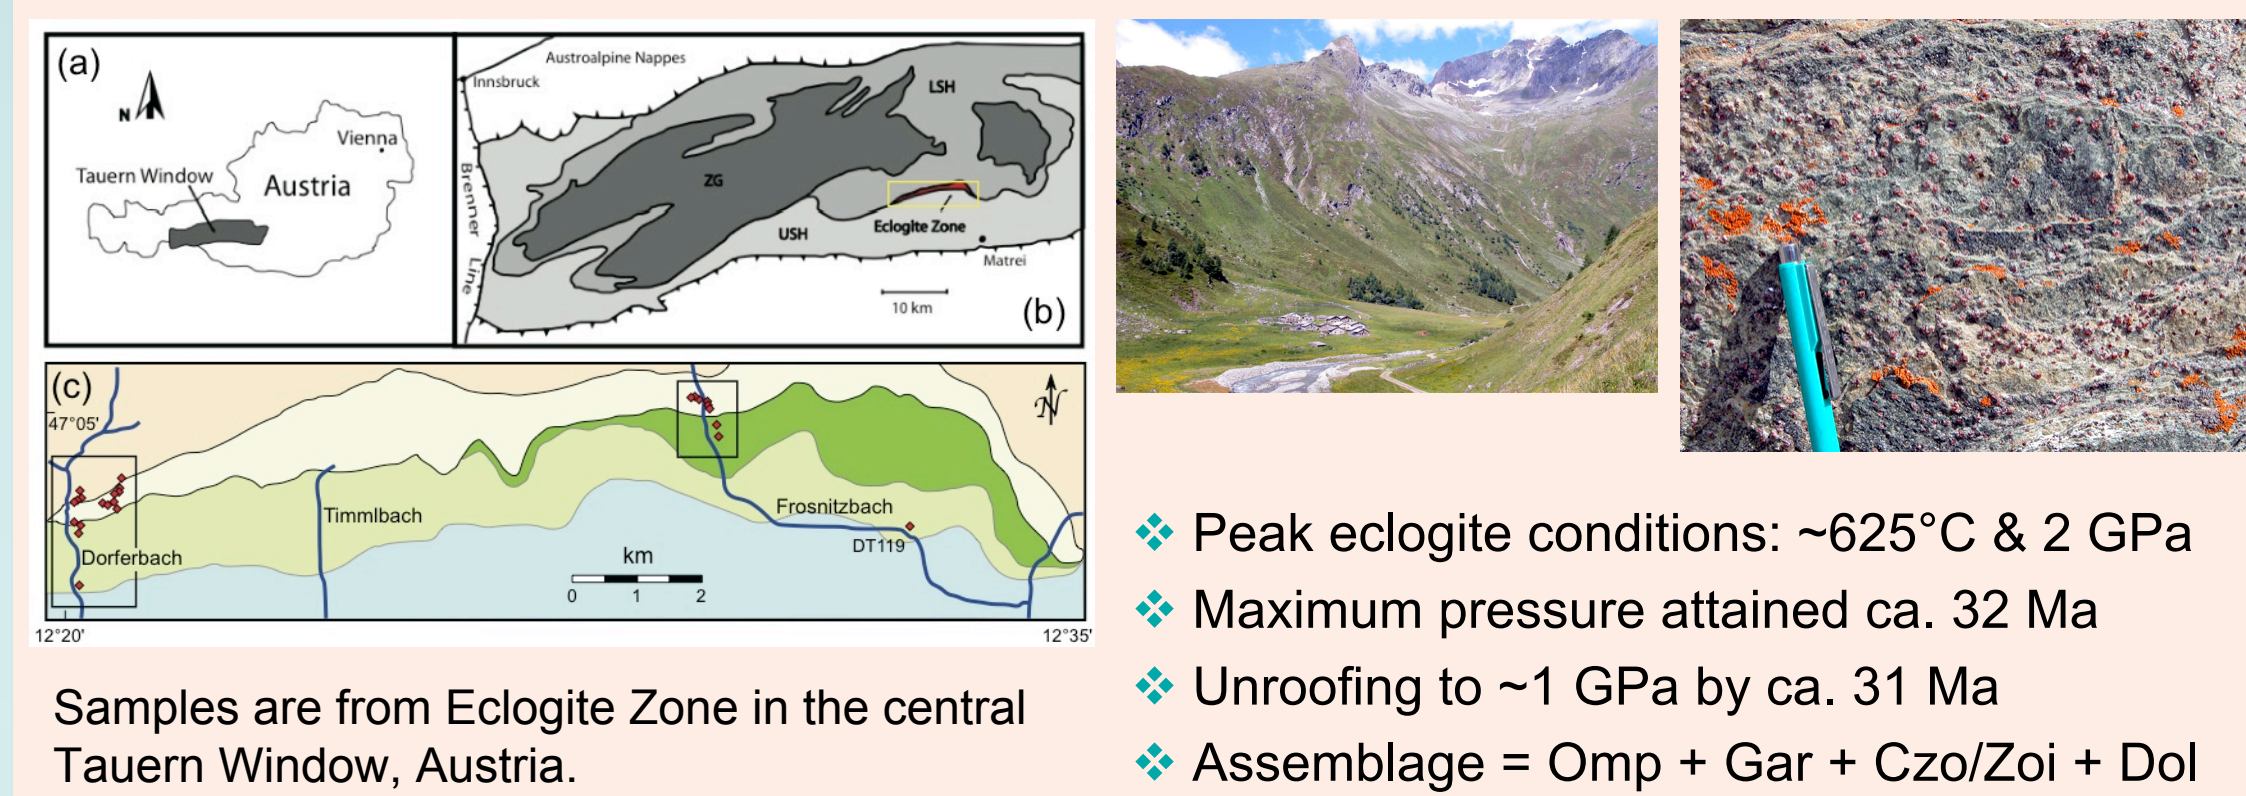 (a)
N
Vienna
Tauern Window
Austria
Austroalpine Nappes
Innsbruck
LSH
ZG
Brenner Line
USH
Eclogite Zone
Matrei
10 km
(b)
(c)
N
47°05'
Timmlbach
Frosnitzbach
DT119
Dorferbach
km
0 1 2
12°20' 12°35'
Samples are from Eclogite Zone in the central
Tauern Window, Austria.
❖ Peak eclogite conditions: ~625°C & 2 GPa
❖ Maximum pressure attained ca. 32 Ma
❖ Unroofing to ~1 GPa by ca. 31 Ma
❖ Assemblage = Omp + Gar + Czo/Zoi + Dol